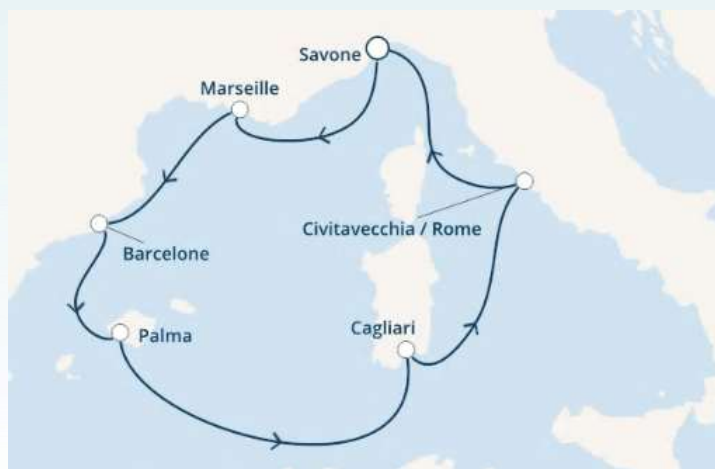 Savone
Marseille
Civitavecchia / Rome
Barcelone
Palma
Cagliari